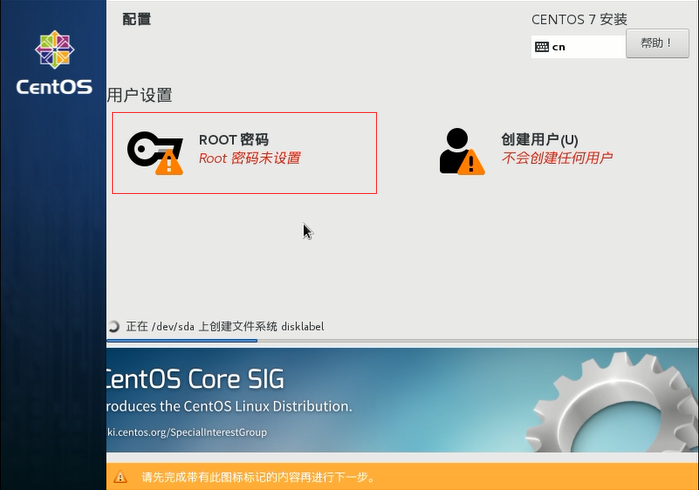 配置
CENTOS 7 安装
cn
帮助！
CentOS
用户设置
ROOT 密码
Root 密码未设置
创建用户(U)
不会创建任何用户
正在 /dev/sda 上创建文件系统 disklabel
CentOS Core SIG
roduces the CentOS Linux Distribution.
ki.centos.org/SpecialInterestGroup
请先完成带有此图标标记的内容再进行下一步。